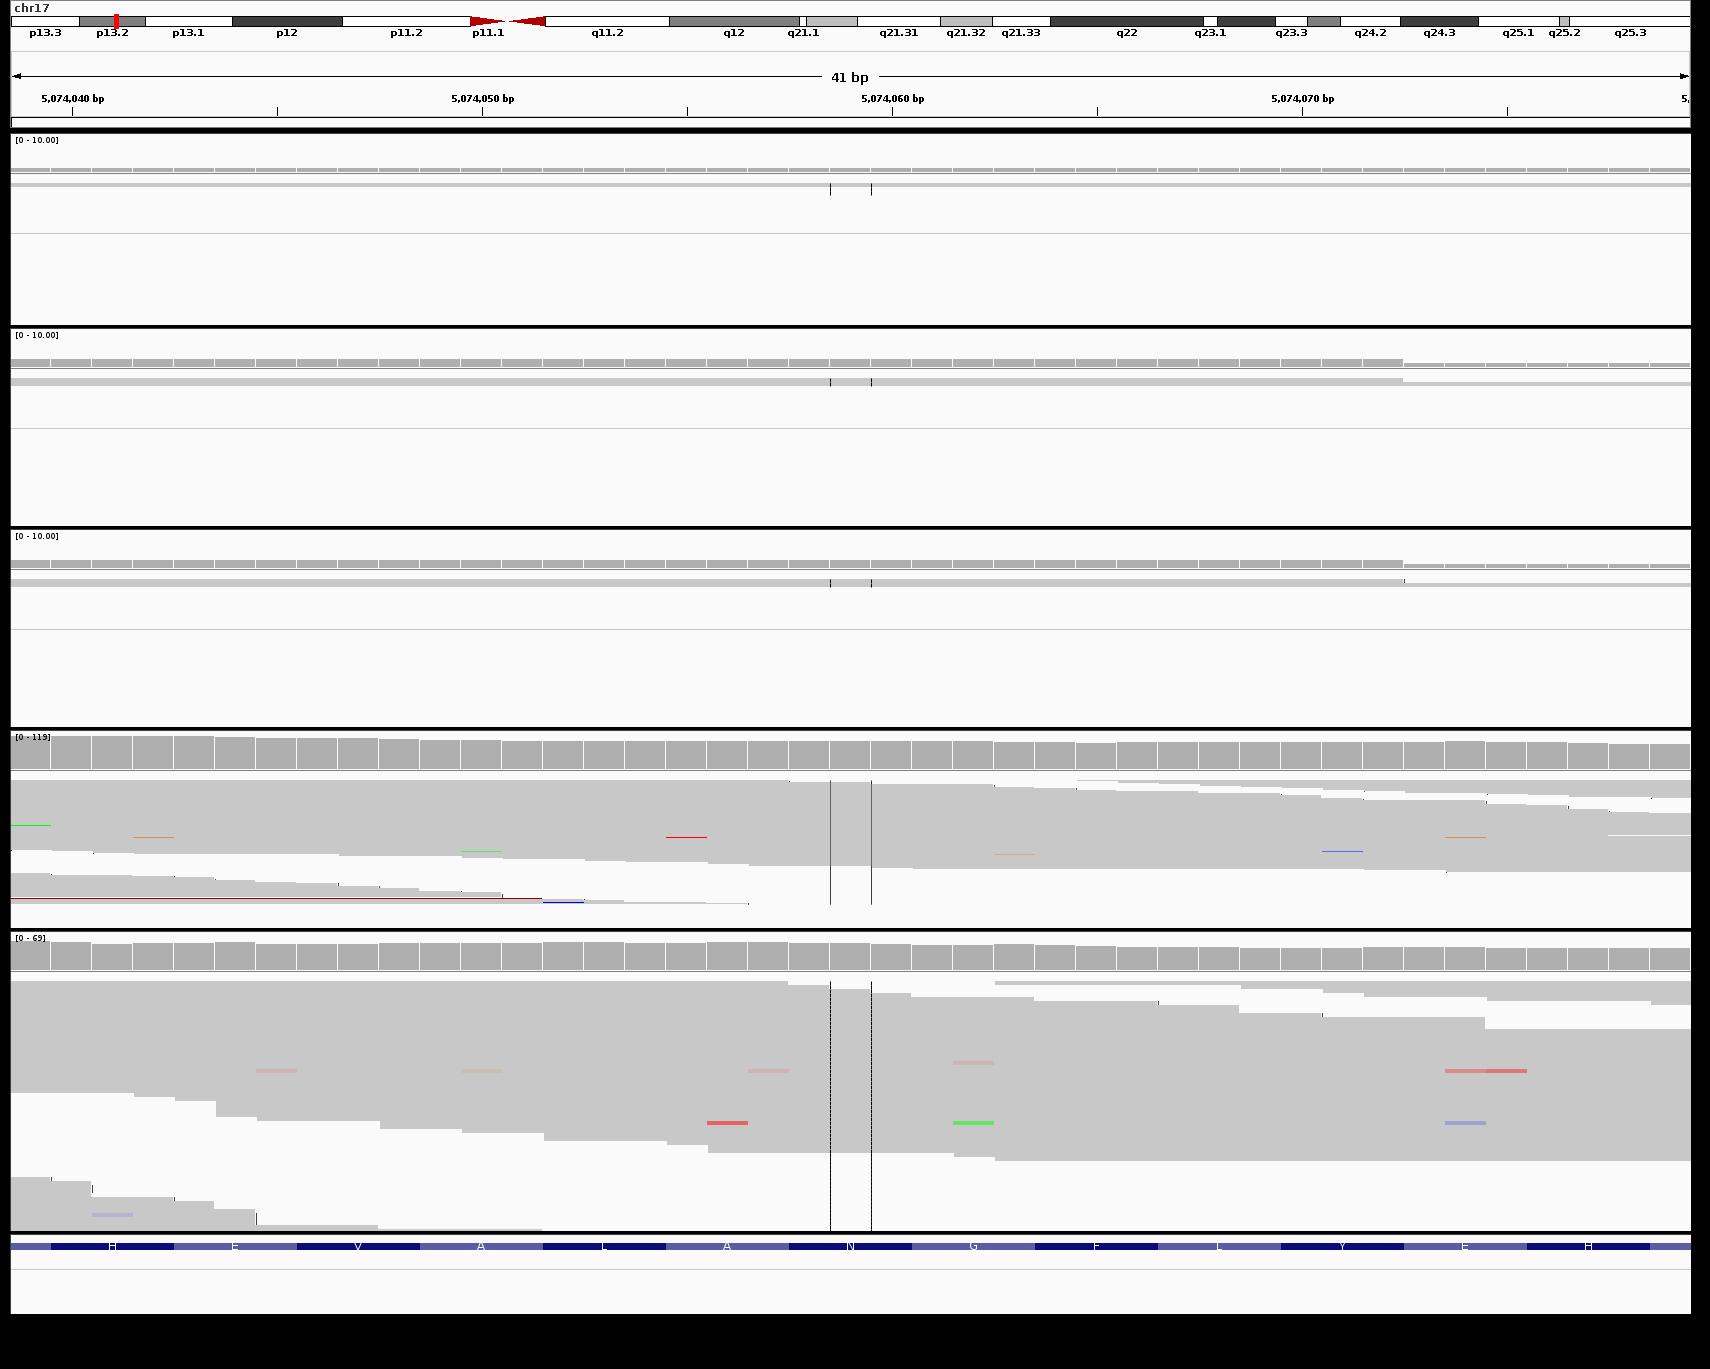 chr17
p13.3 p13.2 p13.1 p12 p11.2 p11.1 q11.2 q12 q21.1 q21.31 q21.32 q21.33 q22 q23.1 q23.3 q24.2 q24.3 q25.1 q25.2 q25.3
41 bp
5,074,040 bp 5,074,050 bp 5,074,060 bp 5,074,070 bp 5,
[0 - 10.00]
[0 - 10.00]
[0 - 10.00]
[0 - 119]
[0 - 69]
H E V A L A N G F L Y E H